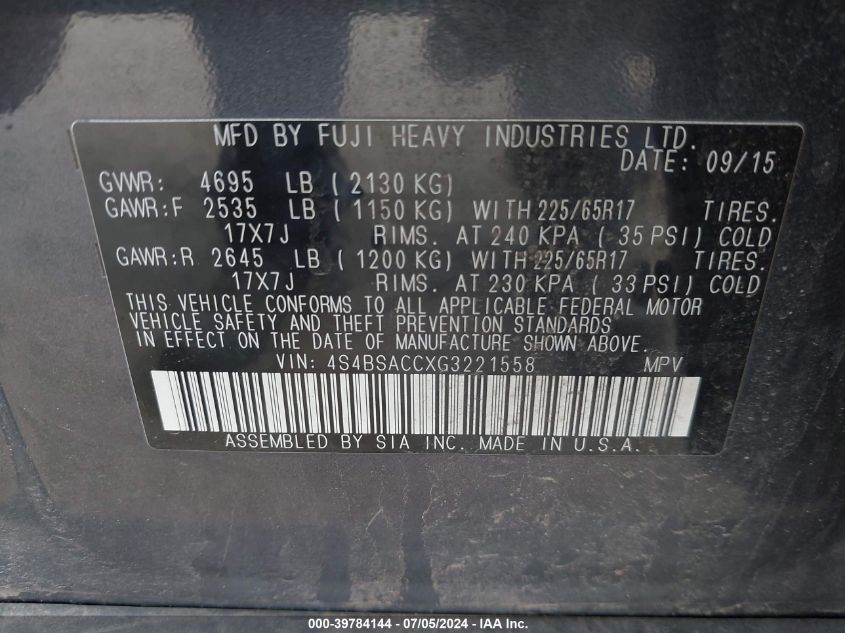 MFD BY FUJI HEAVY INDUSTRIES LTD.
DATE: 09/15
GVWR: 4695 LB ( 2130 KG)
GAWR:F 2535 LB ( 1150 KG) WITH 225/65R17 TIRES.
17X7J RIMS. AT 240 KPA ( 35 PSI) COLD
GAWR:R 2645 LB ( 1200 KG) WITH 225/65R17 TIRES.
17X7J RIMS. AT 230 KPA ( 33 PSI) COLD
THIS VEHICLE CONFORMS TO ALL APPLICABLE FEDERAL MOTOR
VEHICLE SAFETY AND THEFT PREVENTION STANDARDS
IN EFFECT ON THE DATE OF MANUFACTURE SHOWN ABOVE.
VIN: 4S4BSACCXG3221558 MPV
ASSEMBLED BY SIA INC. MADE IN U.S.A.
000-39784144 / 07/05/2024 - ©IAA Inc.